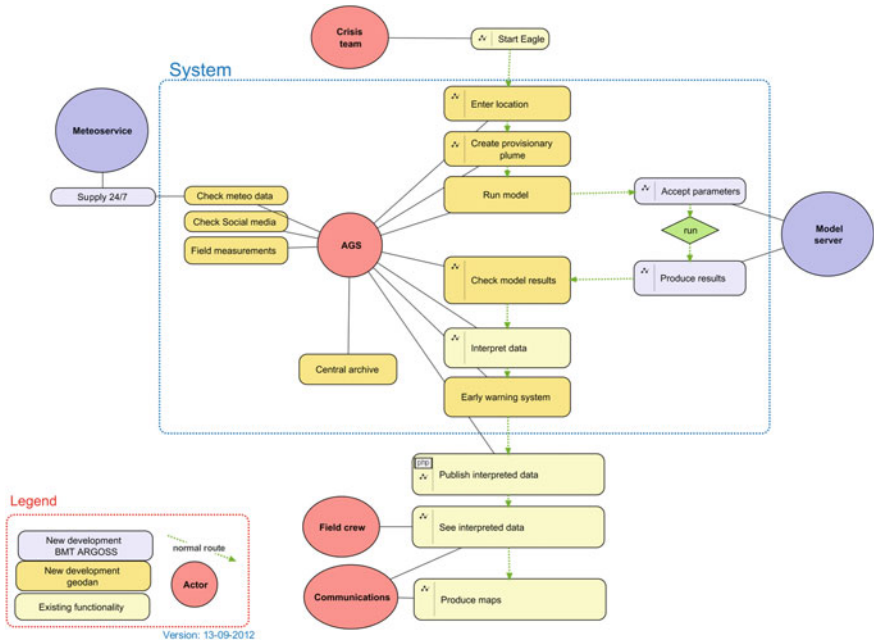 Crisis
team
Start Eagle
System
Enter location
Meteoservice
Create provisionary
plume
Supply 24/7
Check meteo data
Run model
Accept parameters
Check Social media
AGS
run
Model
server
Field measurements
Check model results
Produce results
Interpret data
Central archive
Early warning system
php
Publish interpreted data
Legend
Field crew
See interpreted data
New development
BMT ARGOSS
normal route
New development
geodan
Actor
Communications
Produce maps
Existing functionality
Version: 13-09-2012